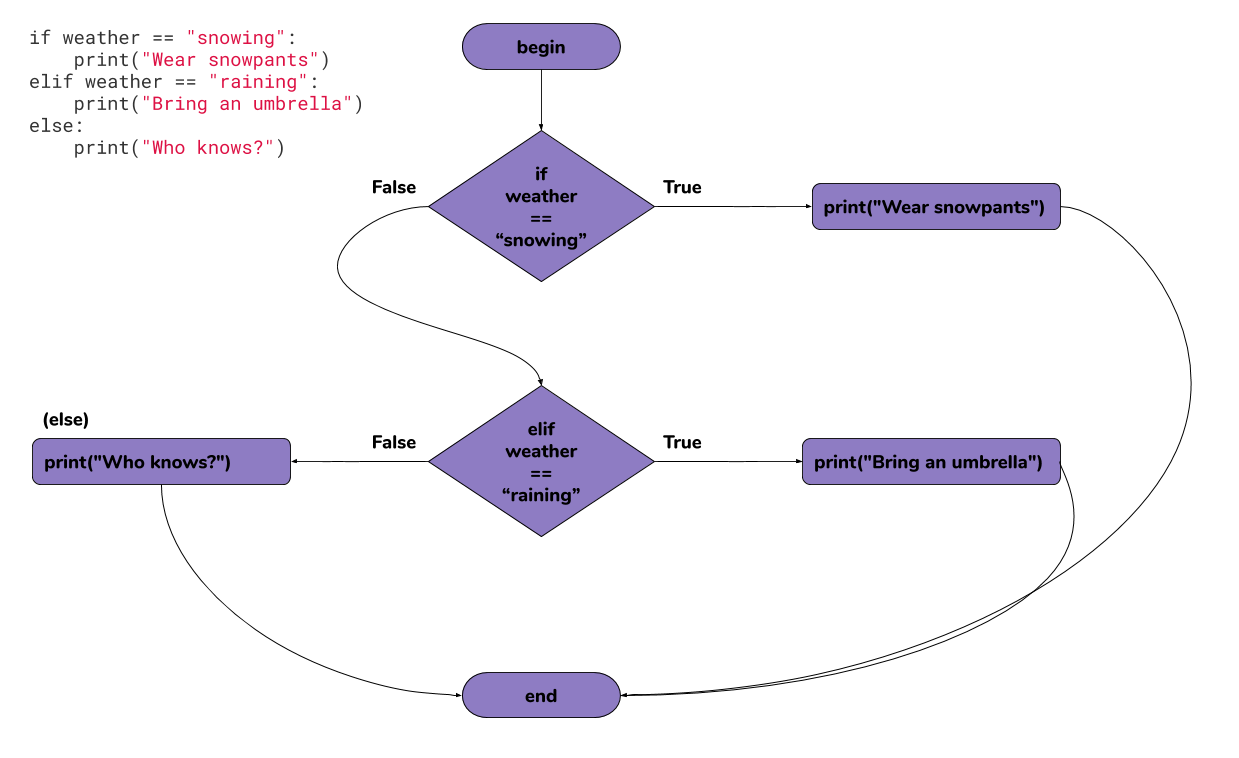 if weather == "snowing":
    print("Wear snowpants")
elif weather == "raining":
    print("Bring an umbrella")
else:
    print("Who knows?")
begin
if
weather
==
“snowing”
False
True
print("Wear snowpants")
elif
weather
==
“raining”
False
True
(else)
print("Who knows?")
print("Bring an umbrella")
end